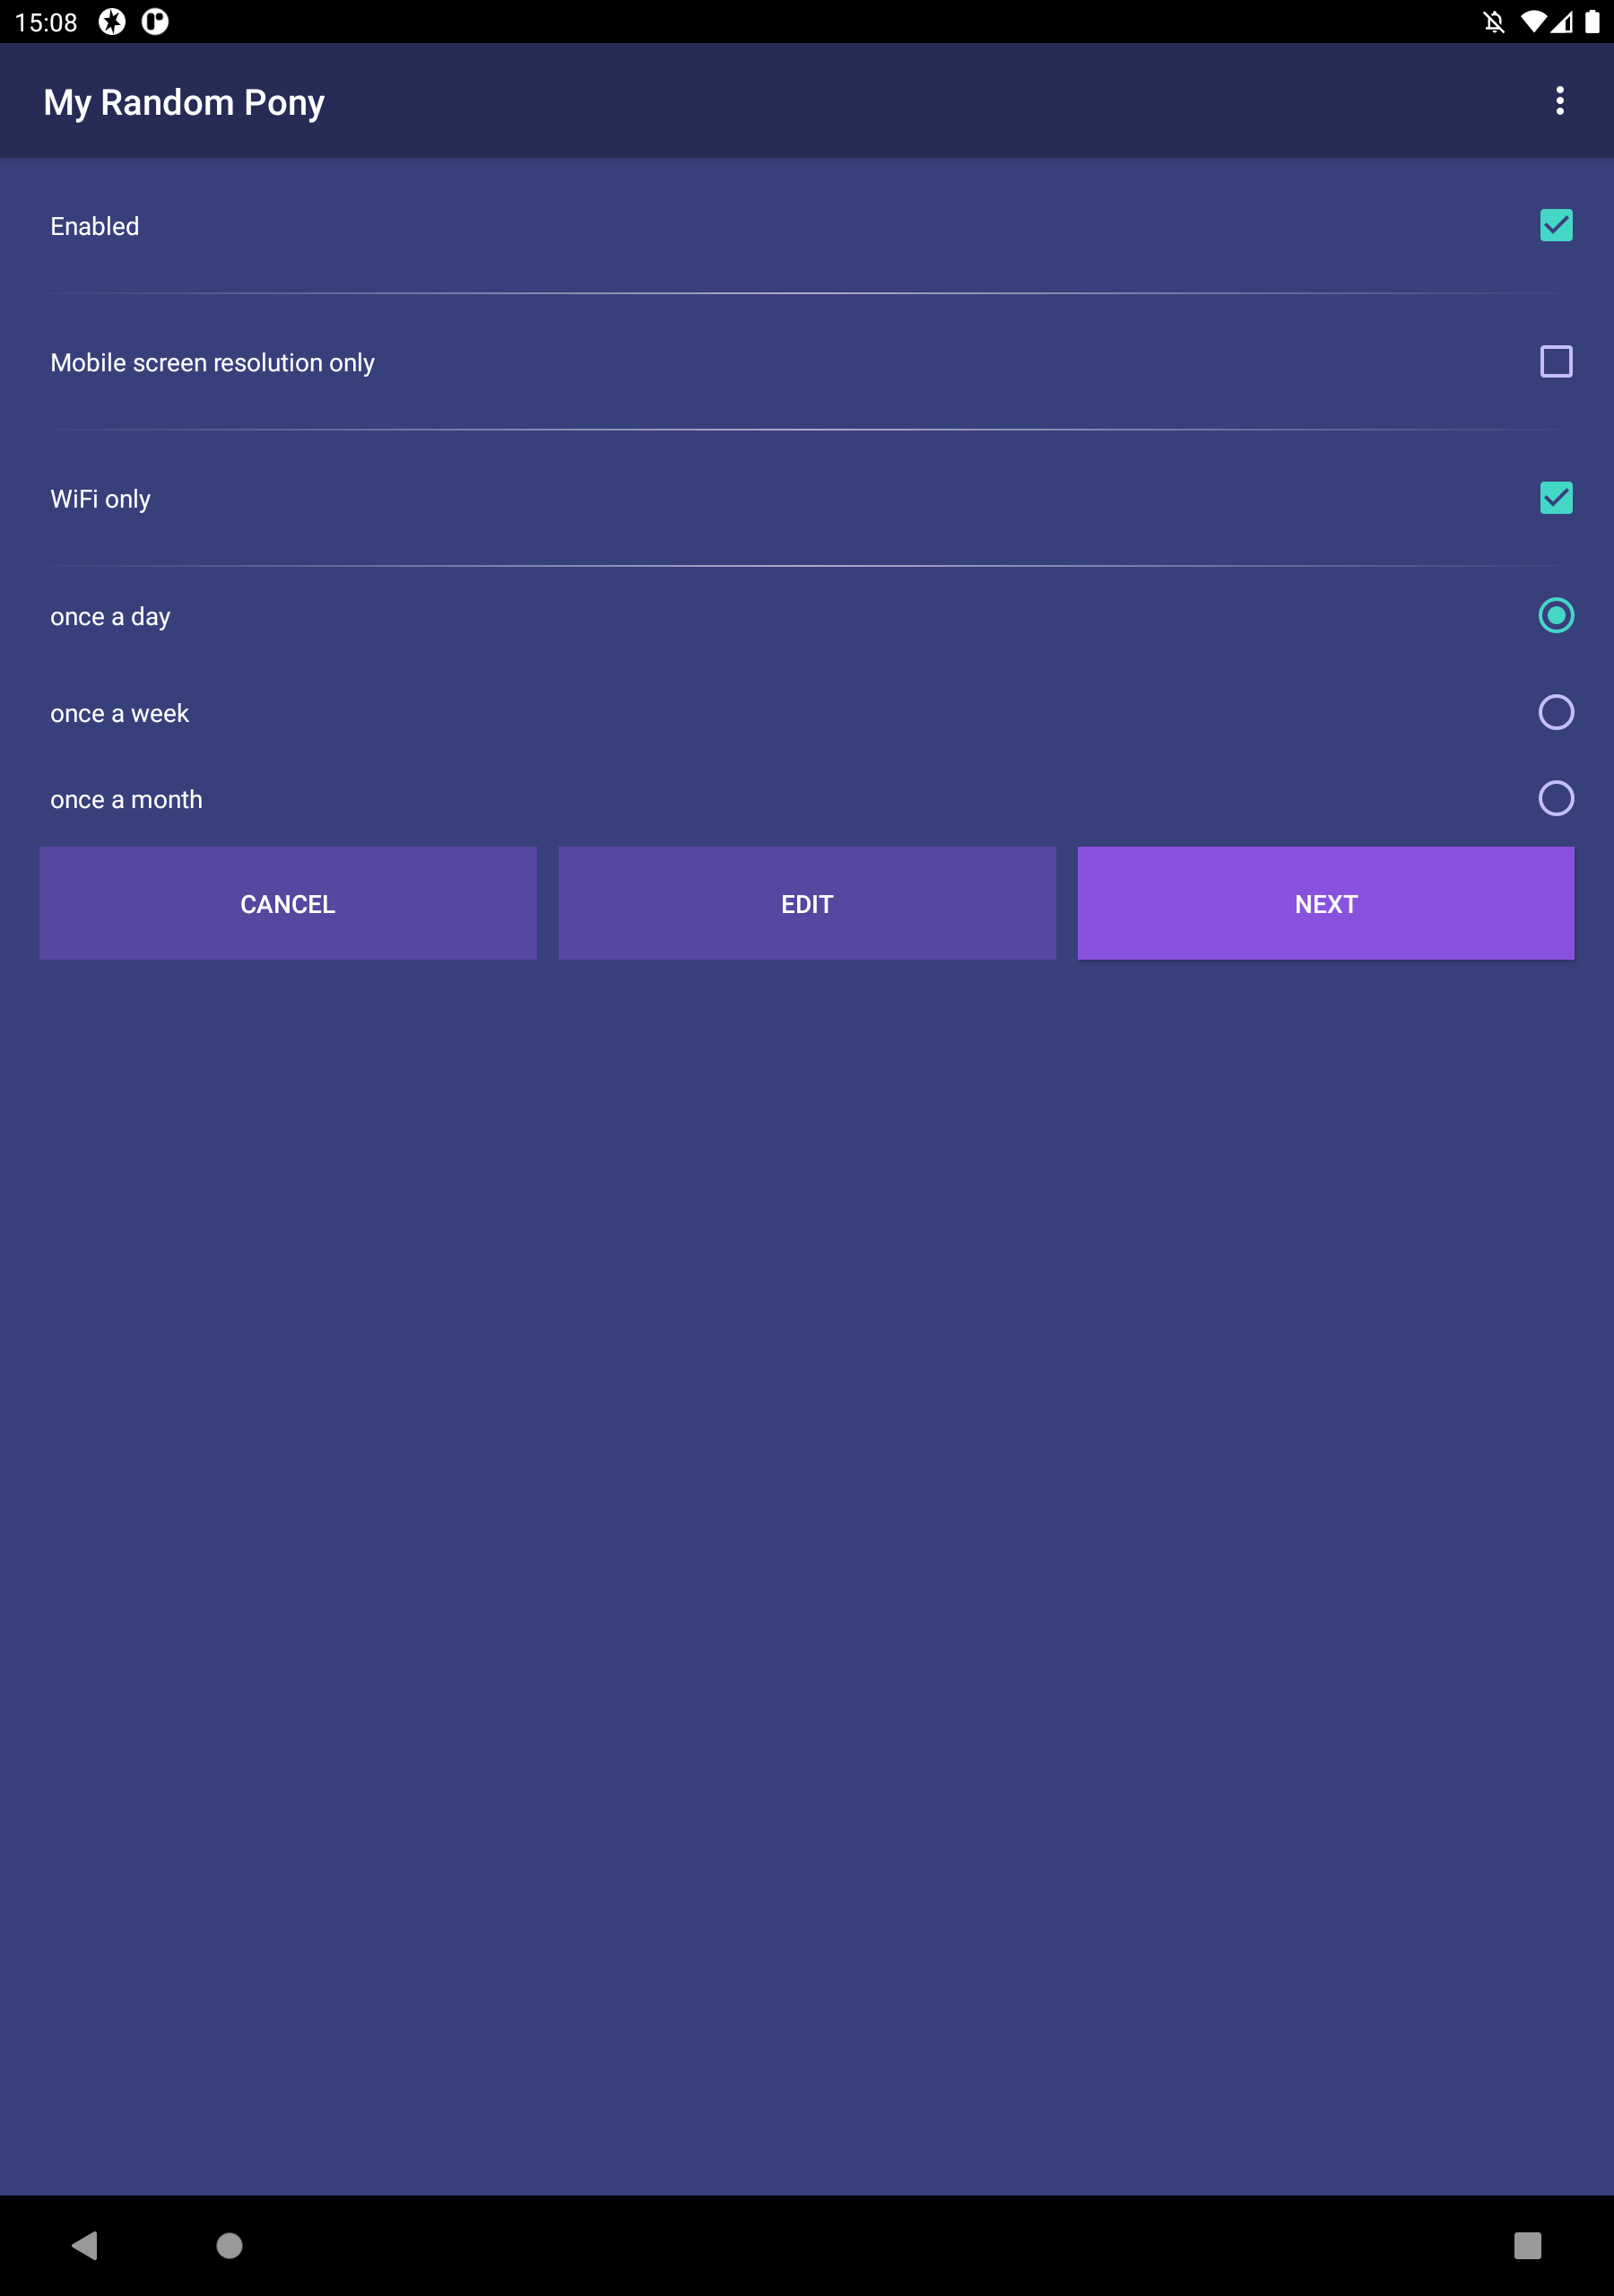 15:08
My Random Pony
Enabled
Mobile screen resolution only
WiFi only
once a day
once a week
once a month
CANCEL EDIT NEXT